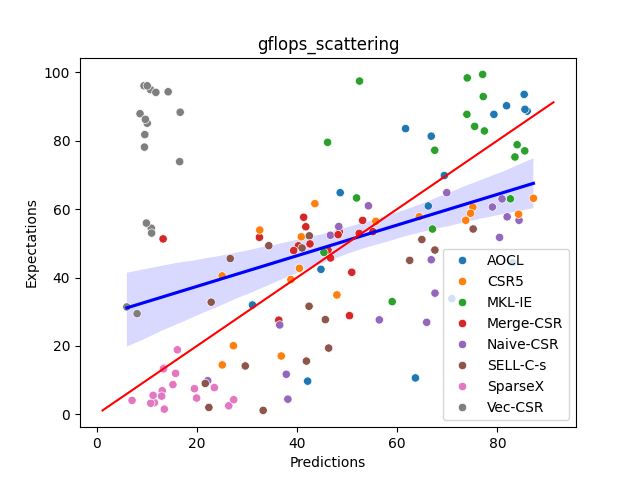 gflops_scattering
100
80
60
40
20
0
Expectations
0 20 40 60 80
Predictions
AOCL
CSR5
MKL-IE
Merge-CSR
Naive-CSR
SELL-C-s
SparseX
Vec-CSR